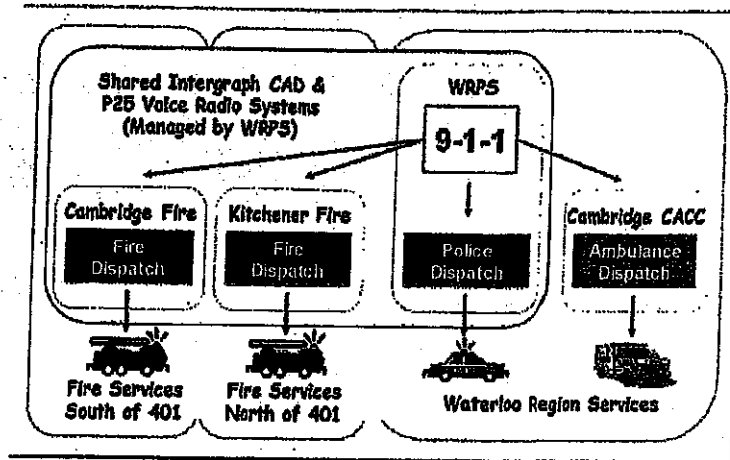 Shared Intergraph CAD &
P25 Voice Radio Systems
(Managed by WRPS)
WRPS
9-1-1
Cambridge Fire
Kitchener Fire
Cambridge CACC
Fire
Dispatch
Fire
Dispatch
Police
Dispatch
Ambulance
Dispatch
Fire Services
South of 401
Fire Services
North of 401
Waterloo Region Services